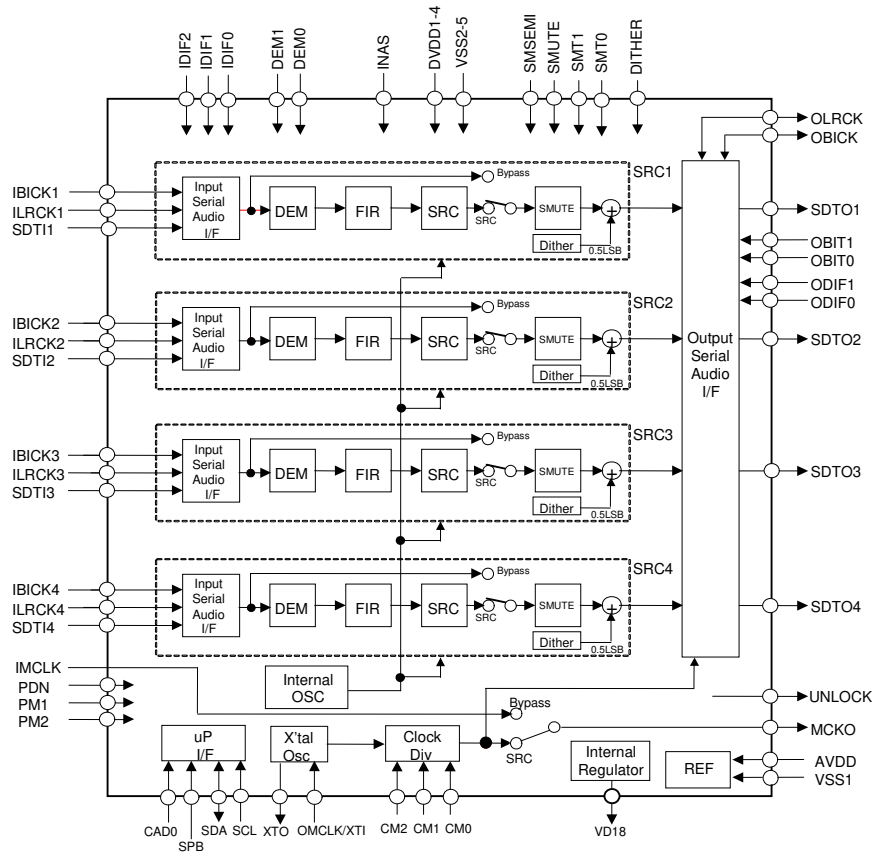 IDIF2
IDIF1
IDIF0
DEM1
DEM0
INAS
DVDD1-4
VSS2-5
SMSEMI
SMUTE
SMT1
SMT0
DITHER
OLRCK
OBICK
IBICK1
ILRCK1
SDTI1
Input
Serial
Audio
I/F
DEM
FIR
SRC
Bypass
SRC
SMUTE
Dither
0.5LSB
SRC1
SDTO1
OBIT1
OBIT0
ODIF1
ODIF0
IBICK2
ILRCK2
SDTI2
Input
Serial
Audio
I/F
DEM
FIR
SRC
Bypass
SRC
SMUTE
Dither
0.5LSB
SRC2
Output
Serial
Audio
I/F
SDTO2
IBICK3
ILRCK3
SDTI3
Input
Serial
Audio
I/F
DEM
FIR
SRC
Bypass
SRC
SMUTE
Dither
0.5LSB
SRC3
SDTO3
IBICK4
ILRCK4
SDTI4
Input
Serial
Audio
I/F
DEM
FIR
SRC
Bypass
SRC
SMUTE
Dither
0.5LSB
SRC4
SDTO4
IMCLK
PDN
PM1
PM2
Internal
OSC
Bypass
SRC
UNLOCK
MCKO
uP
I/F
X'tal
Osc
Clock
Div
Internal
Regulator
REF
AVDD
VSS1
CAD0
SPB
SDA
SCL
XTO
OMCLK/XTI
CM2
CM1
CM0
VD18